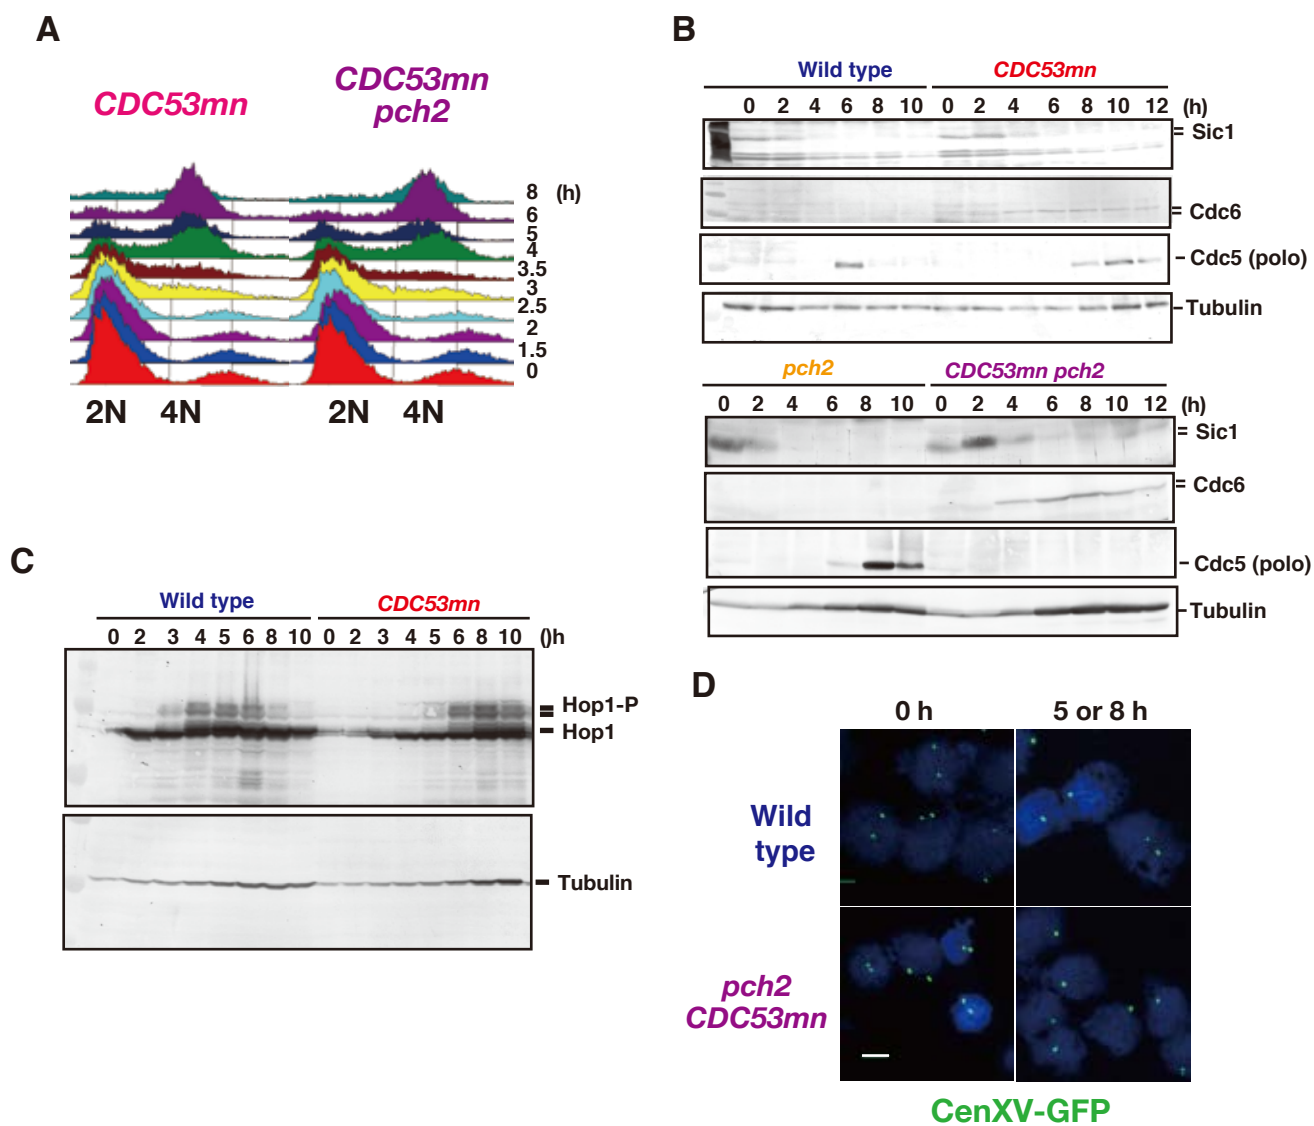 A
CDC53mn
CDC53mn
pch2
8 (h)
6
5
4
3.5
3
2.5
2
1.5
0
2N 4N 2N 4N
B
Wild type CDC53mn
0 2 4 6 8 10 0 2 4 6 8 10 12 (h)
Sic1
Cdc6
Cdc5 (polo)
Tubulin
pch2 CDC53mn pch2
0 2 4 6 8 10 0 2 4 6 8 10 12 (h)
Sic1
Cdc6
Cdc5 (polo)
Tubulin
C
Wild type CDC53mn
0 2 3 4 5 6 8 10 0 2 3 4 5 6 8 10 ()h
Hop1-P
Hop1
Tubulin
D
0 h 5 or 8 h
Wild
type
pch2
CDC53mn
CenXV-GFP